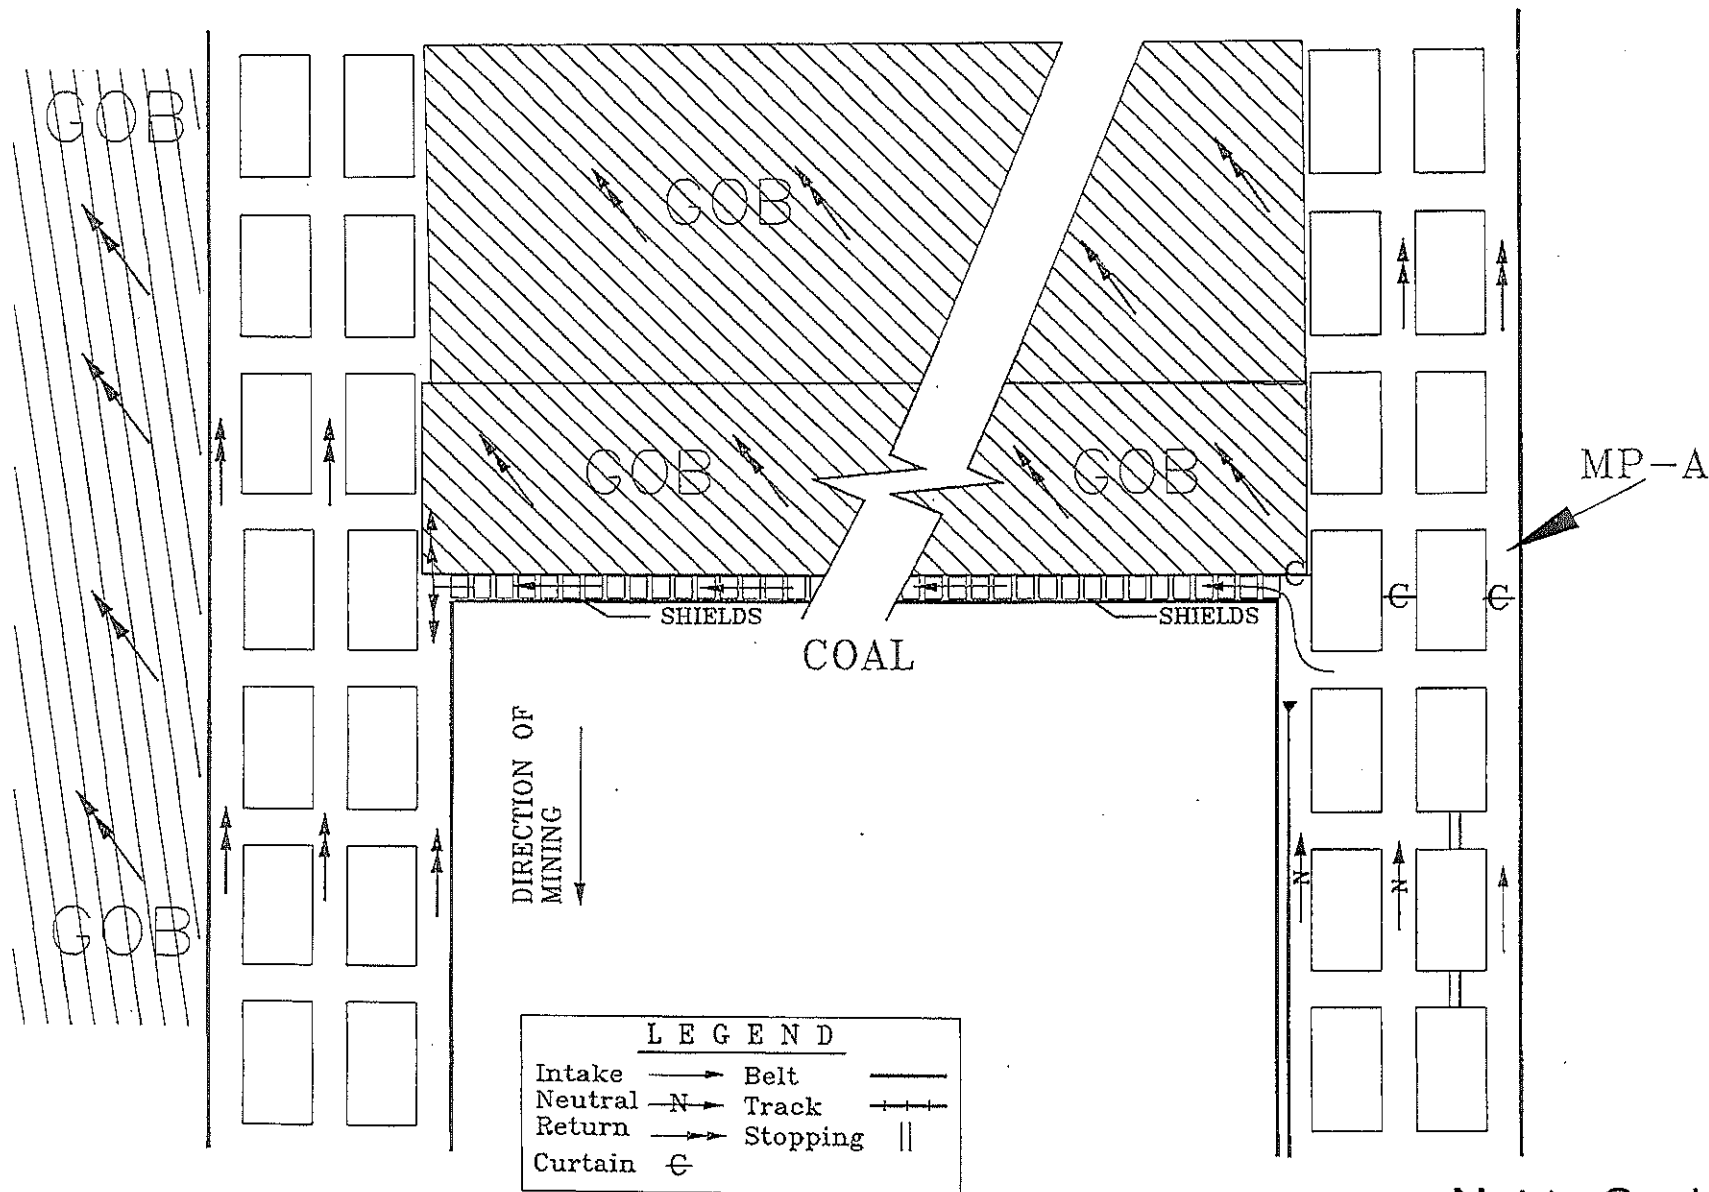 GOB
GOB
GOB
GOB
MP-A
C
C
C
SHIELDS
SHIELDS
COAL
DIRECTION OF
MINING
N
N
GOB
LEGEND
Intake Belt
Neutral N Track
Return Stopping
Curtain C